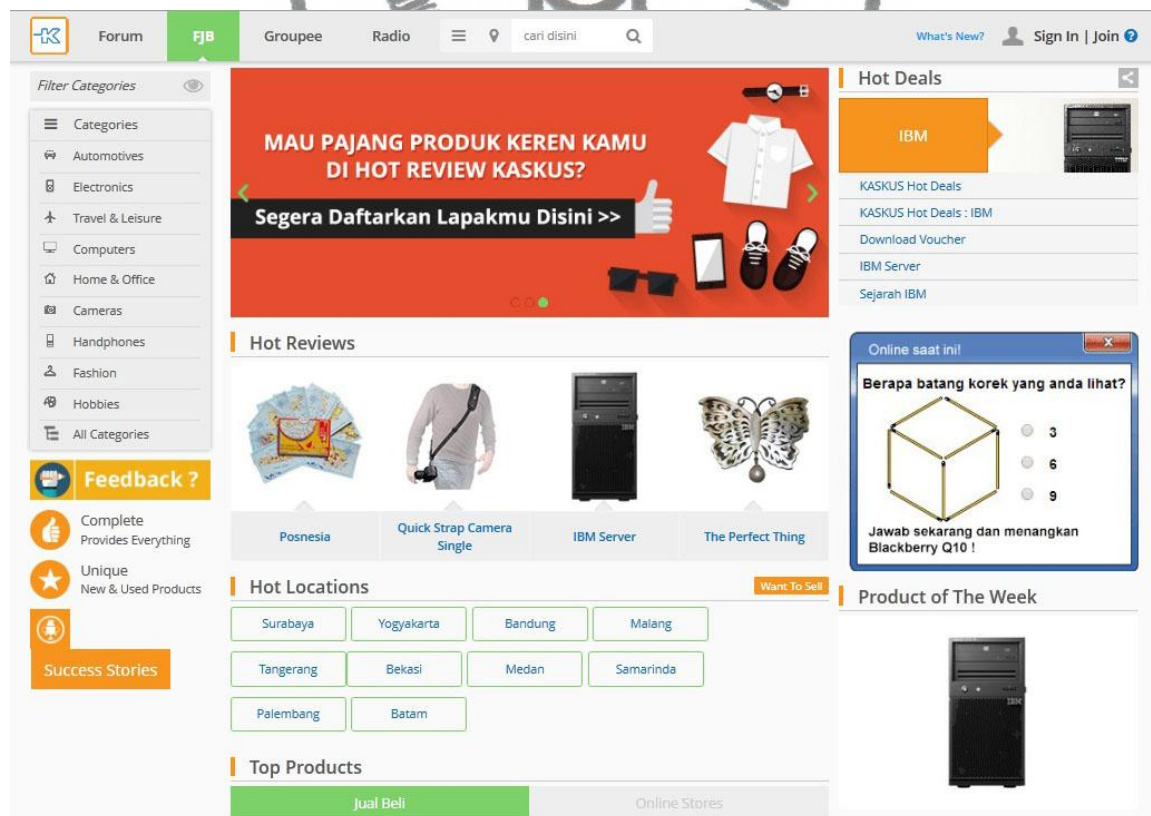 Forum
FJB
Groupee
Radio
cari disini
What's New?
Sign In | Join
Filter Categories
Categories
Automotives
Electronics
Travel & Leisure
Computers
Home & Office
Cameras
Handphones
Fashion
Hobbies
All Categories
Feedback ?
Complete
Provides Everything
Unique
New & Used Products
Success Stories
MAU PAJANG PRODUK KEREN KAMU
DI HOT REVIEW KASKUS?
Segera Daftarkan Lapakmu Disini >>
Hot Reviews
Posnesia
Quick Strap Camera
Single
IBM Server
The Perfect Thing
Hot Locations
Want To Sell
Surabaya
Yogyakarta
Bandung
Malang
Tangerang
Bekasi
Medan
Samarinda
Palembang
Batam
Top Products
Jual Beli
Online Stores
Hot Deals
IBM
KASKUS Hot Deals
KASKUS Hot Deals : IBM
Download Voucher
IBM Server
Sejarah IBM
Online saat ini!
Berapa batang korek yang anda lihat?
3
6
9
Jawab sekarang dan menangkan
Blackberry Q10 !
Product of The Week
IBM